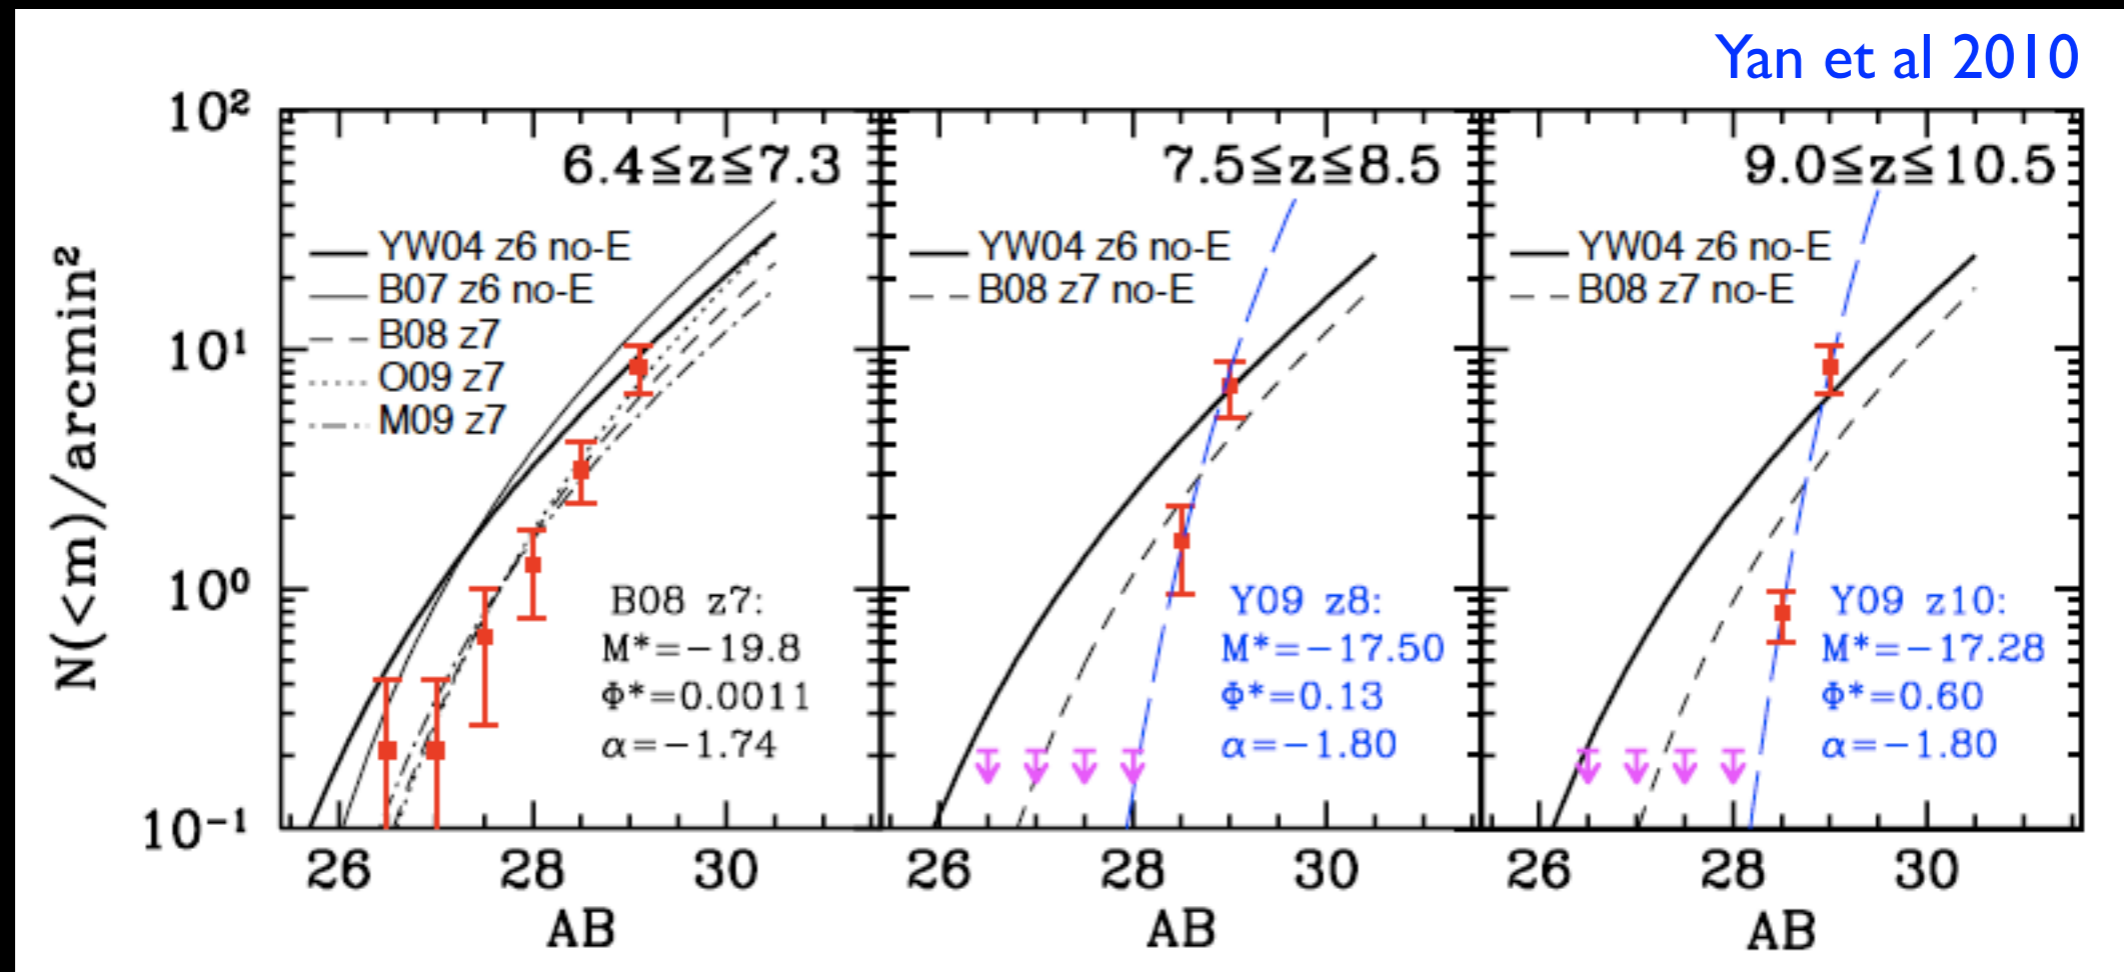 Yan et al 2010
N(<m)/arcmin²
10²
10¹
10⁰
10⁻¹
6.4≦z≦7.3
YW04 z6 no-E
B07 z6 no-E
B08 z7
O09 z7
M09 z7
B08 z7:
M*=−19.8
Φ*=0.0011
α=−1.74
26 28 30
AB
7.5≦z≦8.5
YW04 z6 no-E
B08 z7 no-E
Y09 z8:
M*=−17.50
Φ*=0.13
α=−1.80
26 28 30
AB
9.0≦z≦10.5
YW04 z6 no-E
B08 z7 no-E
Y09 z10:
M*=−17.28
Φ*=0.60
α=−1.80
26 28 30
AB